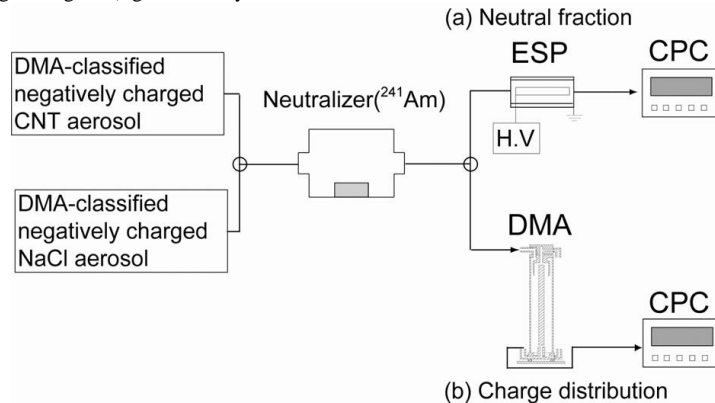 (a) Neutral fraction
ESP
CPC
DMA-classified
negatively charged
CNT aerosol
Neutralizer(²⁴¹Am)
H.V
DMA-classified
negatively charged
NaCl aerosol
DMA
CPC
(b) Charge distribution